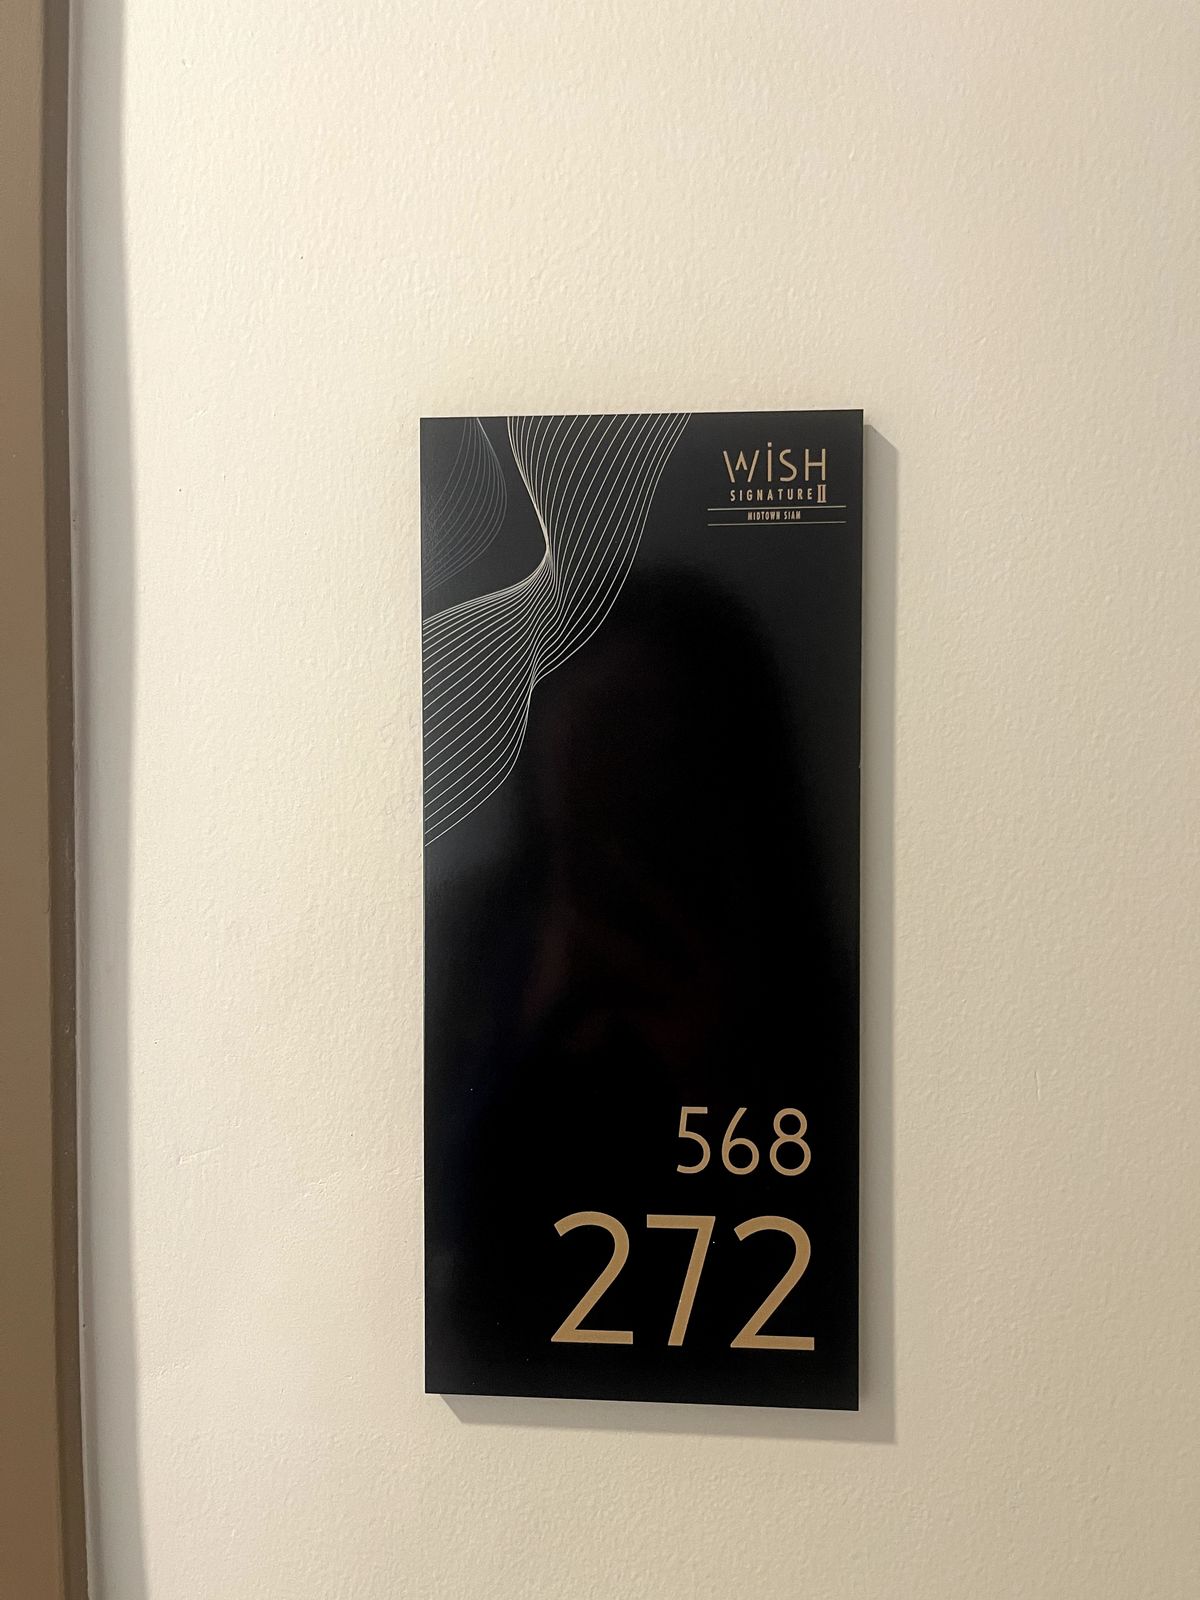 WiSH
SIGNATURE II
MIDTOWN SIAM
568
272